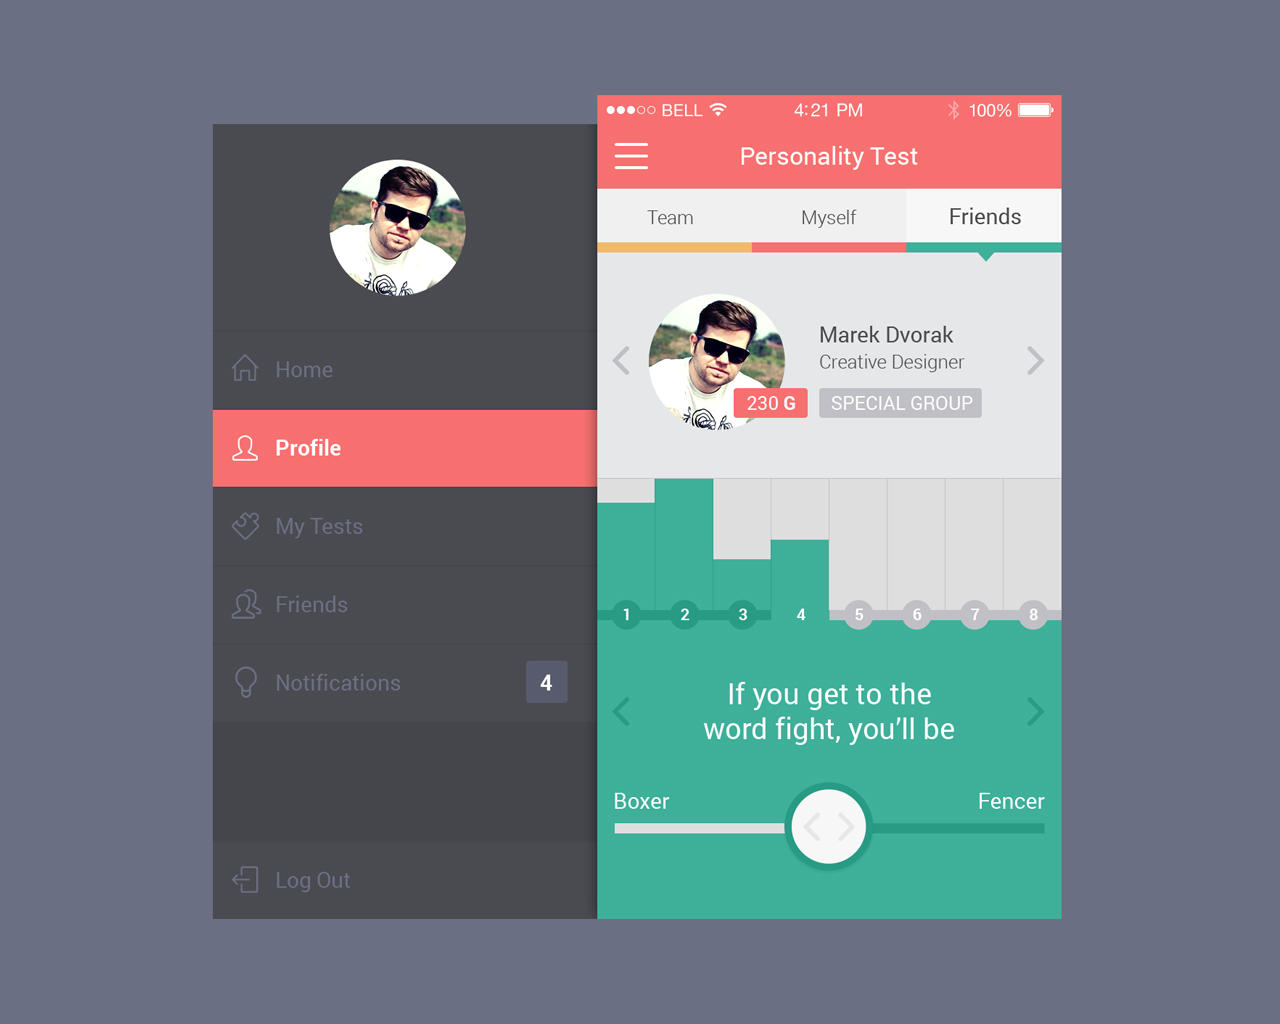 Home
Profile
My Tests
Friends
Notifications 4
Log Out
BELL 4:21 PM 100%
Personality Test
Team Myself Friends
Marek Dvorak
Creative Designer
230 G SPECIAL GROUP
1 2 3 4 5 6 7 8
If you get to the
word fight, you’ll be
Boxer Fencer